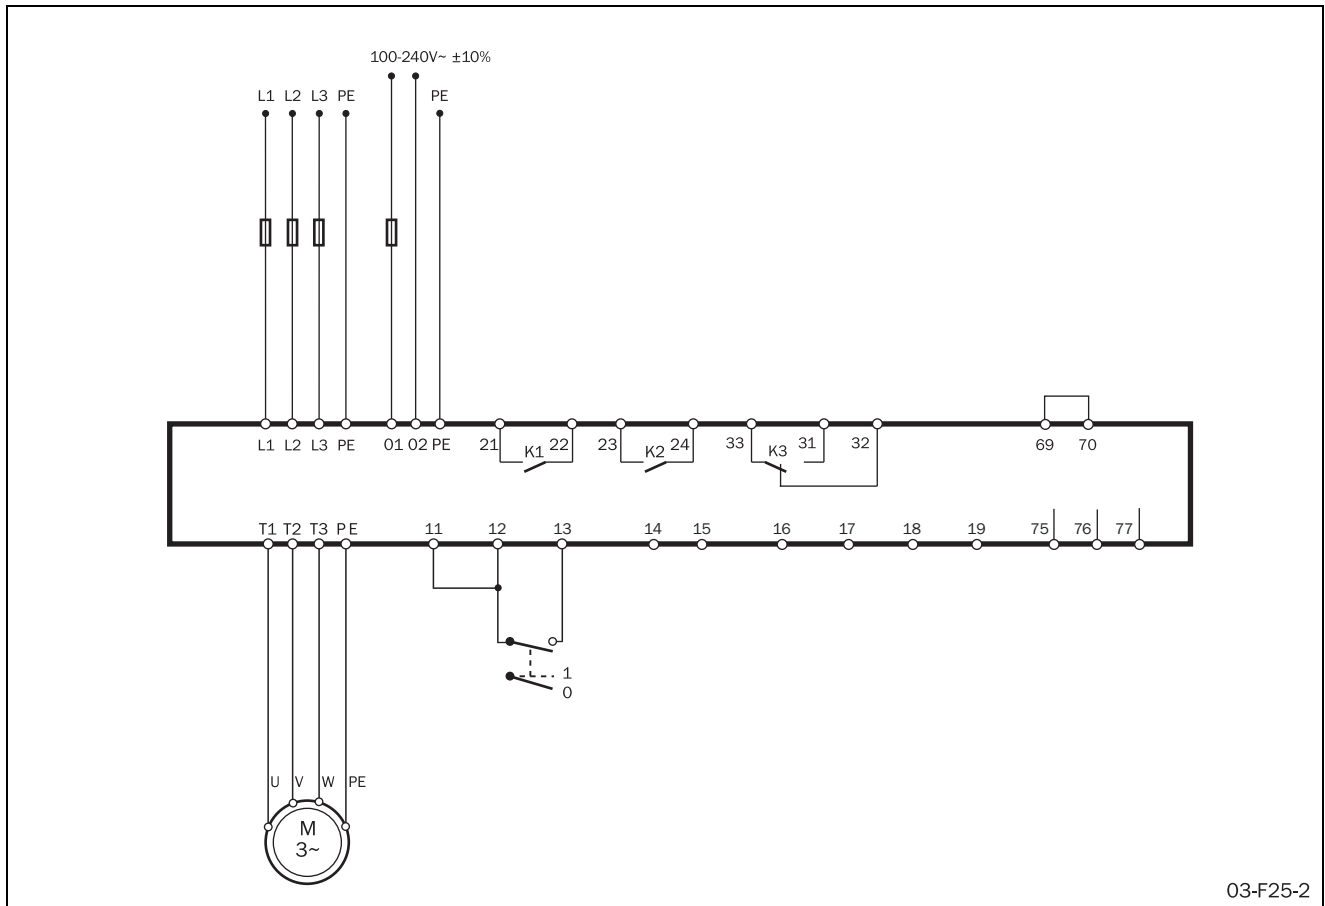 100-240V~ ±10%
L1 L2 L3 PE PE
L1 L2 L3 PE 01 02 PE 21 22 23 24 33 31 32 69 70
K1 K2 K3
T1 T2 T3 PE 11 12 13 14 15 16 17 18 19 75 76 77
1
0
U V W PE
M
3~
03-F25-2